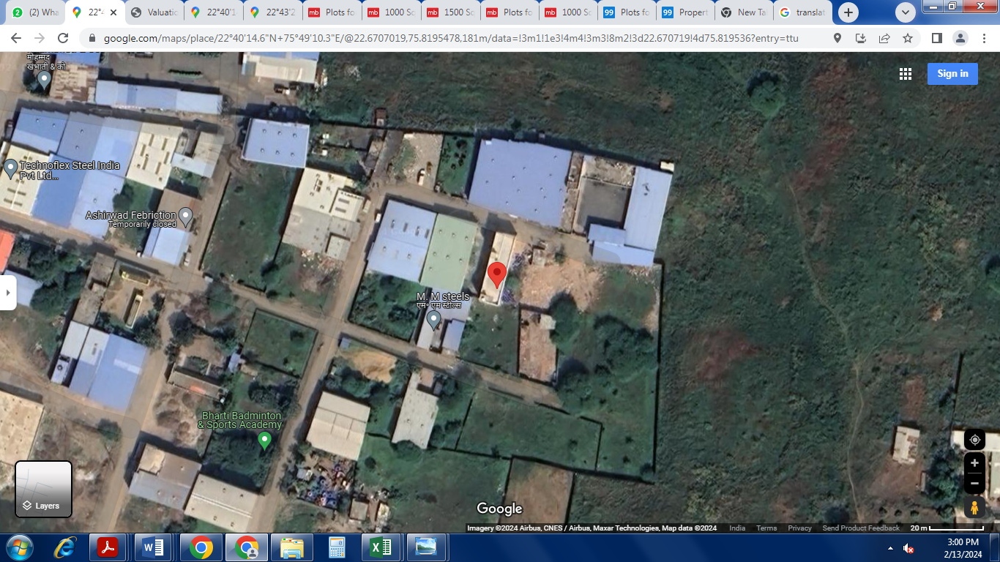 (2) Wha
22°4
Valuatio
22°40'1
22°43'2
Plots fo
1000 Sq
1500 Sc
Plots fo
1000 Sc
Plots fo
Propert
New Ta
translat
google.com/maps/place/22°40'14.6"N+75°49'10.3"E/@22.6707019,75.8195478,181m/data=!3m1!1e3!4m4!3m3!8m2!3d22.670719!4d75.819536?entry=ttu
मोहम्मद
खंभाती & को
Sign in
Technoflex Steel India
Pvt Ltd...
Ashirwad Febriction
Temporarily closed
M. M steels
एम॰ एम स्टील्स
Bharti Badminton
& Sports Academy
Layers
Google
Imagery ©2024 Airbus, CNES / Airbus, Maxar Technologies, Map data ©2024 India Terms Privacy Send Product Feedback 20 m
3:00 PM
2/13/2024